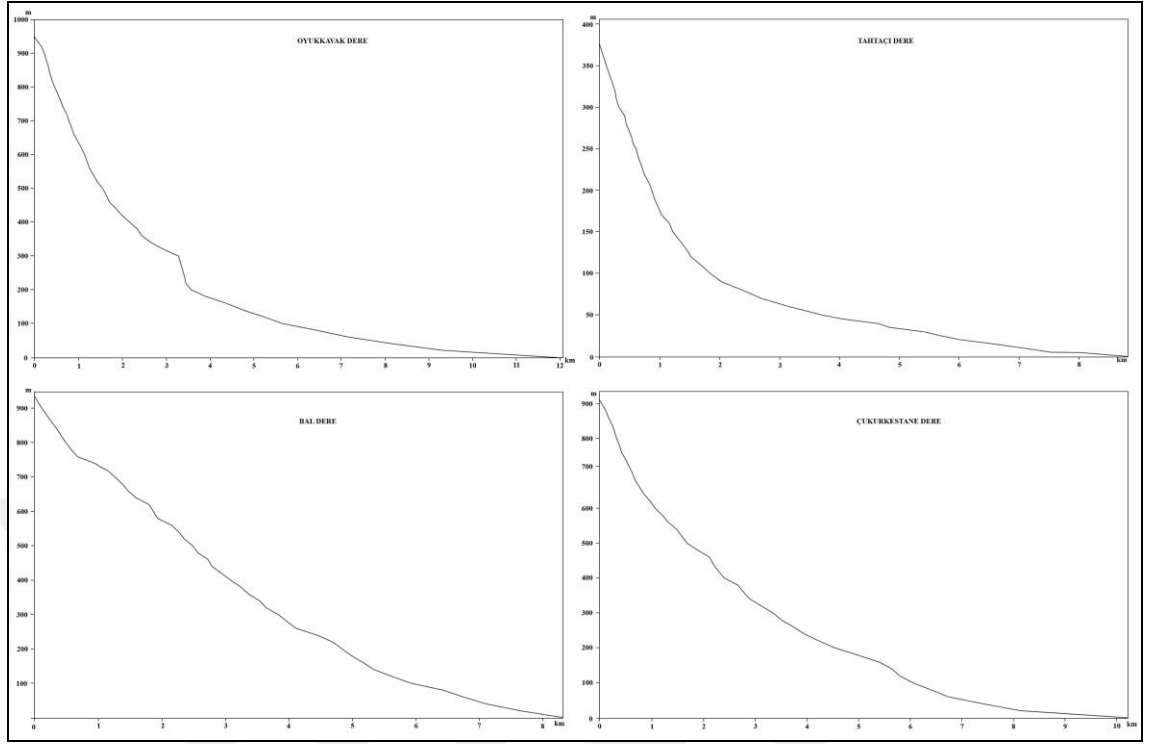 m
1000
OYUKKAVAK DERE
900
800
700
600
500
400
300
200
100
0
0 1 2 3 4 5 6 7 8 9 10 11 12
km
m
400
TAHTAÇI DERE
350
300
250
200
150
100
50
0
0 1 2 3 4 5 6 7 8
km
m
900
BAL DERE
800
700
600
500
400
300
200
100
0
0 1 2 3 4 5 6 7 8
km
m
900
ÇUKURKESTANE DERE
800
700
600
500
400
300
200
100
0
0 1 2 3 4 5 6 7 8 9 10
km